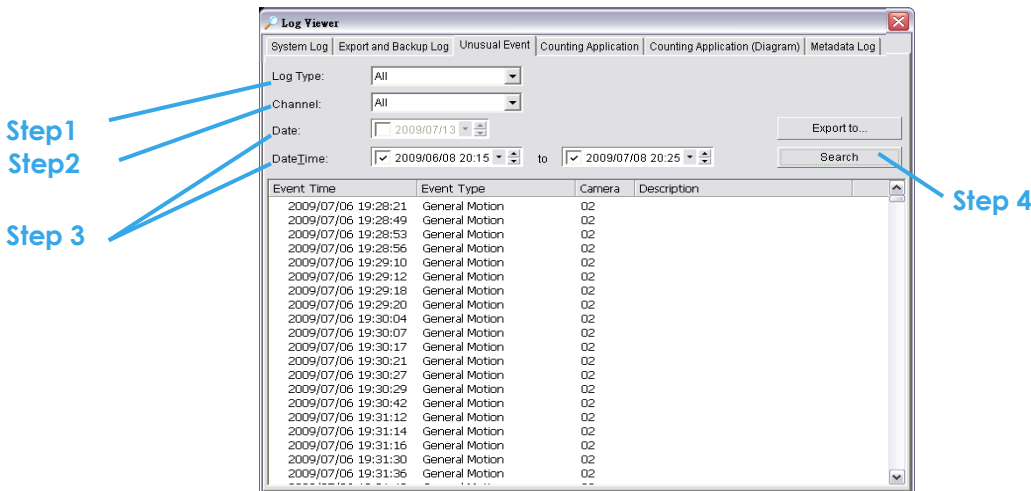 Log Viewer
System Log Export and Backup Log Unusual Event Counting Application Counting Application (Diagram) Metadata Log
Log Type: All
Channel: All
Step1
Date: 2009/07/13 Export to...
Step2
DateTime: 2009/06/08 20:15 to 2009/07/08 20:25 Search
Event Time Event Type Camera Description
Step 4
2009/07/06 19:28:21 General Motion 02
2009/07/06 19:28:49 General Motion 02
Step 3
2009/07/06 19:28:53 General Motion 02
2009/07/06 19:28:56 General Motion 02
2009/07/06 19:29:10 General Motion 02
2009/07/06 19:29:12 General Motion 02
2009/07/06 19:29:18 General Motion 02
2009/07/06 19:29:20 General Motion 02
2009/07/06 19:30:04 General Motion 02
2009/07/06 19:30:07 General Motion 02
2009/07/06 19:30:17 General Motion 02
2009/07/06 19:30:21 General Motion 02
2009/07/06 19:30:27 General Motion 02
2009/07/06 19:30:29 General Motion 02
2009/07/06 19:30:42 General Motion 02
2009/07/06 19:31:12 General Motion 02
2009/07/06 19:31:14 General Motion 02
2009/07/06 19:31:16 General Motion 02
2009/07/06 19:31:30 General Motion 02
2009/07/06 19:31:36 General Motion 02